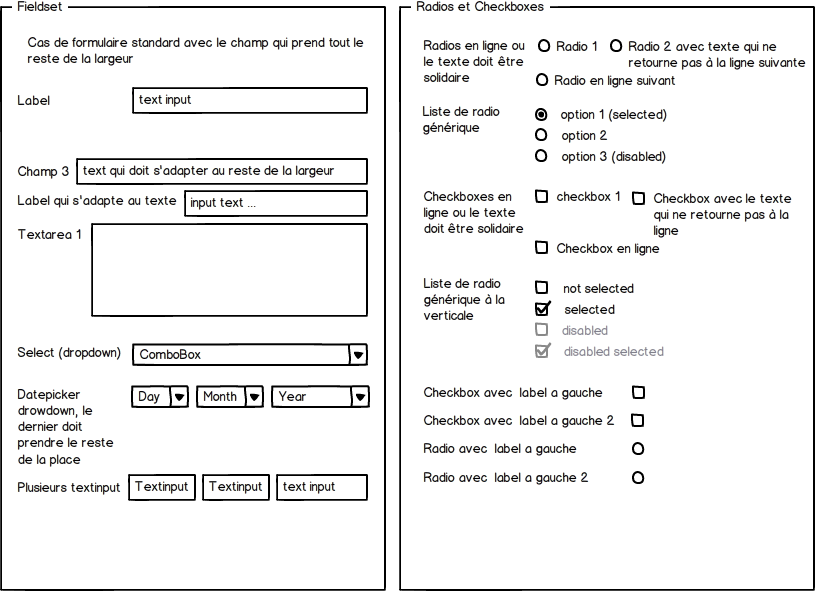 Fieldset
Cas de formulaire standard avec le champ qui prend tout le
reste de la largeur
Label
text input
Champ 3
text qui doit s'adapter au reste de la largeur
Label qui s'adapte au texte
input text ...
Textarea 1
Select (dropdown)
ComboBox
Datepicker
drowdown, le
dernier doit
prendre le reste
de la place
Day
Month
Year
Plusieurs textinput
Textinput
Textinput
text input
Radios et Checkboxes
Radios en ligne ou
le texte doit être
solidaire
Radio 1
Radio 2 avec texte qui ne
retourne pas à la ligne suivante
Radio en ligne suivant
Liste de radio
générique
option 1 (selected)
option 2
option 3 (disabled)
Checkboxes en
ligne ou le texte
doit être solidaire
checkbox 1
Checkbox avec le texte
qui ne retourne pas à la
ligne
Checkbox en ligne
Liste de radio
générique à la
verticale
not selected
selected
disabled
disabled selected
Checkbox avec label a gauche
Checkbox avec label a gauche 2
Radio avec label a gauche
Radio avec label a gauche 2